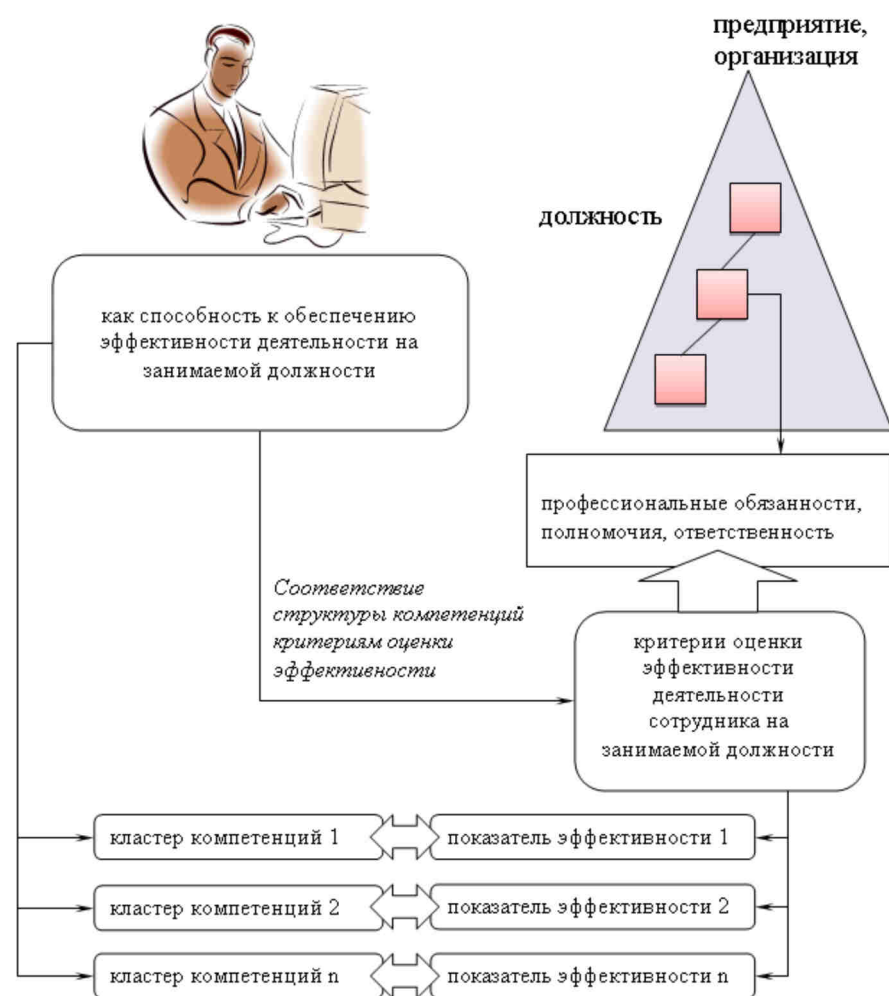 предприятие,
организация
должность
как способность к обеспечению
эффективности деятельности на
занимаемой должности
профессиональные обязанности,
полномочия, ответственность
Соответствие
структуры компетенций
критериям оценки
эффективности
критерии оценки
эффективности
деятельности
сотрудника на
занимаемой должности
кластер компетенций 1
показатель эффективности 1
кластер компетенций 2
показатель эффективности 2
кластер компетенций n
показатель эффективности n